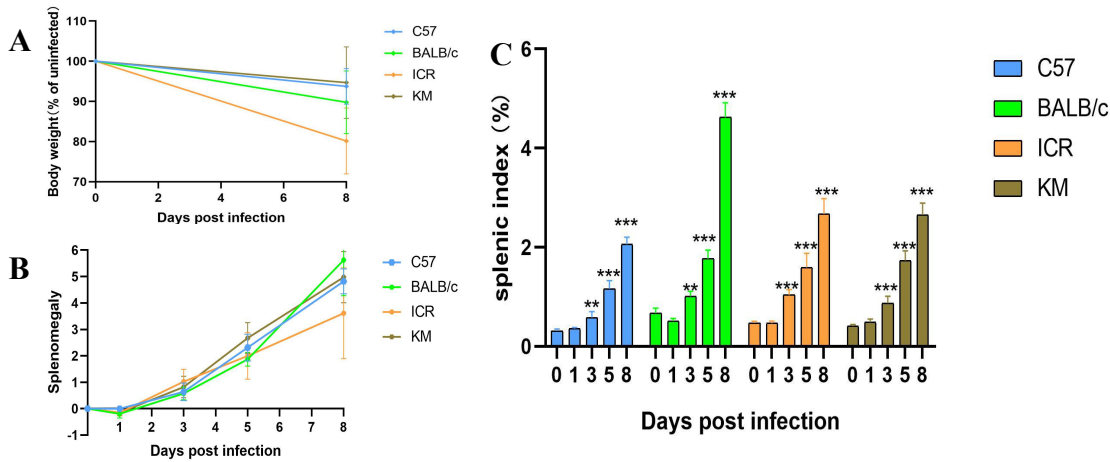 A
Body weight(% of uninfected)
110
100
90
80
70
0 2 4 6 8
Days post infection
C57
BALB/c
ICR
KM
B
Splenomegaly
6
5
4
3
2
1
0
-1
1 2 3 4 5 6 7 8
Days post infection
C57
BALB/c
ICR
KM
C
splenic index (%)
6
4
2
0
** *** ***
** *** ***
*** *** ***
*** *** ***
0 1 3 5 8 0 1 3 5 8 0 1 3 5 8 0 1 3 5 8
Days post infection
C57
BALB/c
ICR
KM